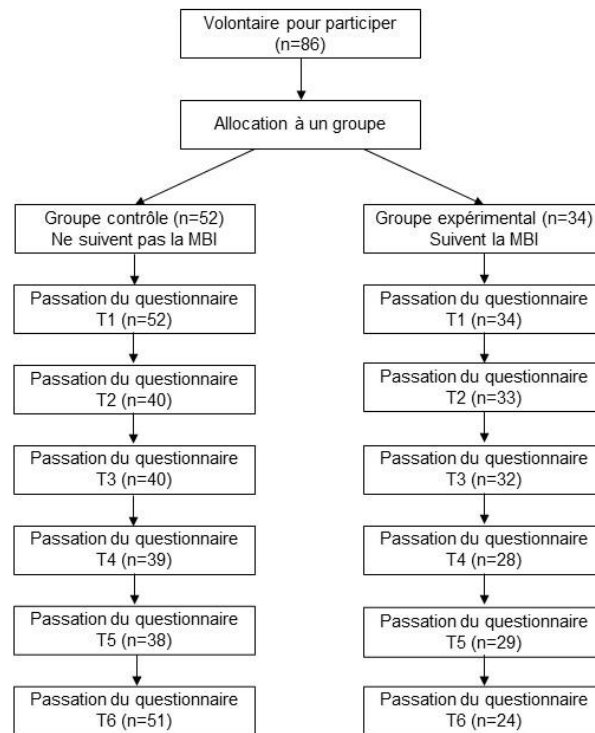 Volontaire pour participer
(n=86)
Allocation à un groupe
Groupe contrôle (n=52)
Ne suivent pas la MBI
Groupe expérimental (n=34)
Suivent la MBI
Passation du questionnaire
T1 (n=52)
Passation du questionnaire
T1 (n=34)
Passation du questionnaire
T2 (n=40)
Passation du questionnaire
T2 (n=33)
Passation du questionnaire
T3 (n=40)
Passation du questionnaire
T3 (n=32)
Passation du questionnaire
T4 (n=39)
Passation du questionnaire
T4 (n=28)
Passation du questionnaire
T5 (n=38)
Passation du questionnaire
T5 (n=29)
Passation du questionnaire
T6 (n=51)
Passation du questionnaire
T6 (n=24)